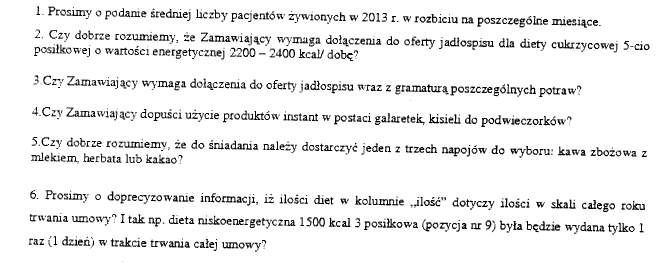 1. Prosimy o podanie średniej liczby pacjentów żywionych w 2013 r. w rozbiciu na poszczególne miesiące.
2. Czy dobrze rozumiemy, że Zamawiający wymaga dołączenia do oferty jadłospisu dla diety cukrzycowej 5-cio
posiłkowej o wartości energetycznej 2200 – 2400 kcal/ dobę?
3.Czy Zamawiający wymaga dołączenia do oferty jadłospisu wraz z gramaturą poszczególnych potraw?
4.Czy Zamawiający dopuści użycie produktów instant w postaci galaretek, kisieli do podwieczorków?
5.Czy dobrze rozumiemy, że do śniadania należy dostarczyć jeden z trzech napojów do wyboru: kawa zbożowa z
mlekiem, herbata lub kakao?
6. Prosimy o doprecyzowanie informacji, iż ilości diet w kolumnie „ilość” dotyczy ilości w skali całego roku
trwania umowy? I tak np. dieta niskoenergetyczna 1500 kcal 3 posiłkowa (pozycja nr 9) była będzie wydana tylko 1
raz (1 dzień) w trakcie trwania całej umowy?